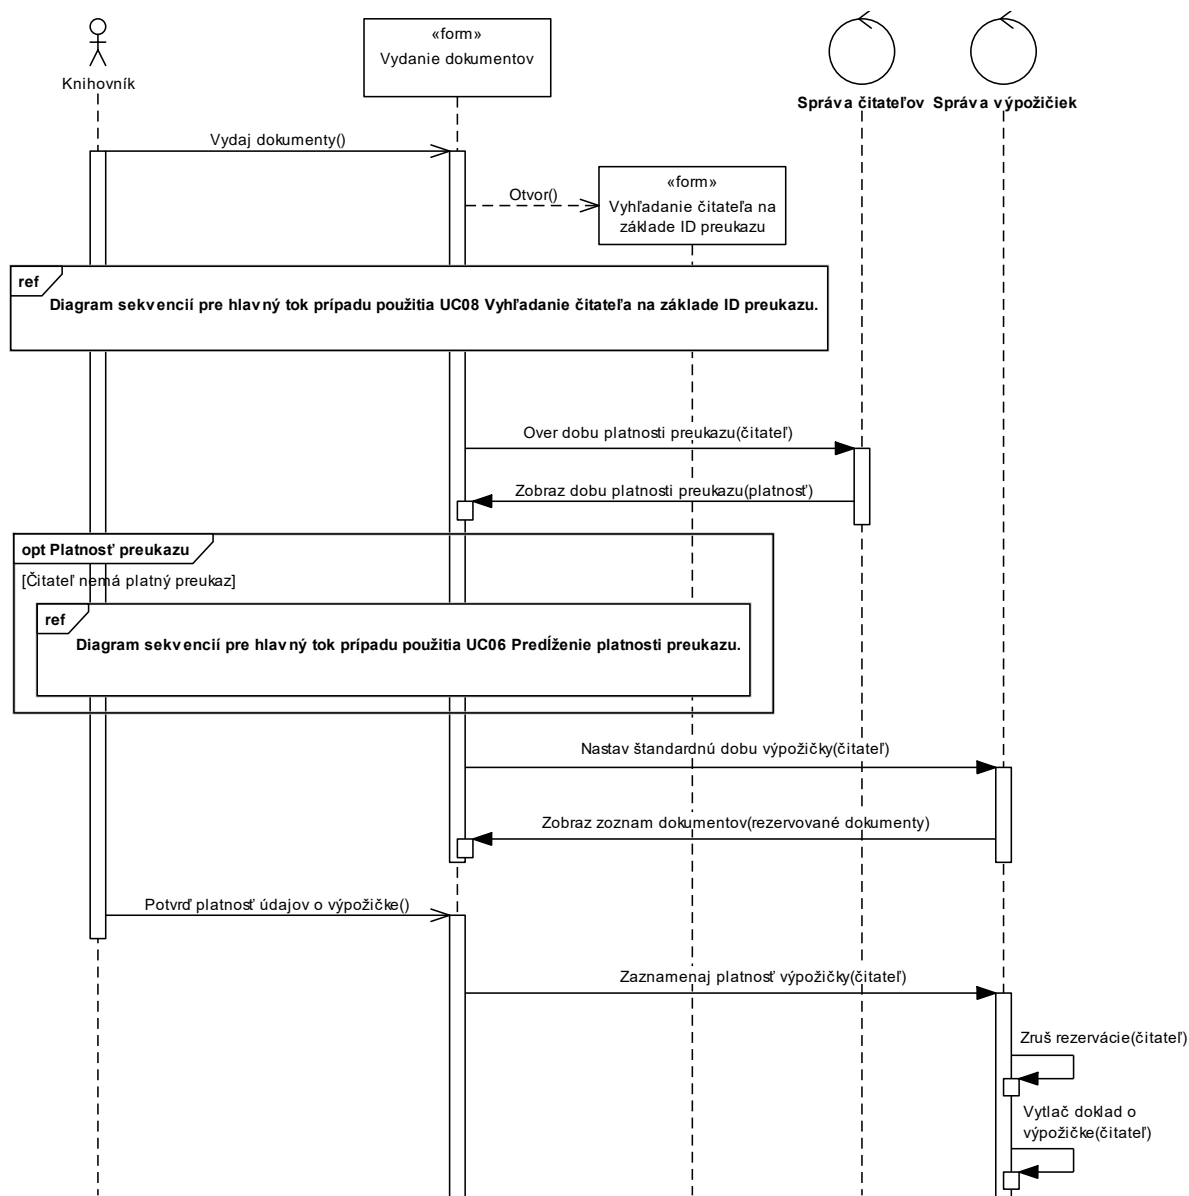 «form»
Vydanie dokumentov
Knihovník
Správa čitateľov
Správa výpožičiek
Vydaj dokumenty()
«form»
Vyhľadanie čitateľa na
základe ID preukazu
Otvor()
ref
Diagram sekvencií pre hlavný tok prípadu použitia UC08 Vyhľadanie čitateľa na základe ID preukazu.
Over dobu platnosti preukazu(čitateľ)
Zobraz dobu platnosti preukazu(platnosť)
opt Platnosť preukazu
[Čitateľ nemá platný preukaz]
ref
Diagram sekvencií pre hlavný tok prípadu použitia UC06 Predĺženie platnosti preukazu.
Nastav štandardnú dobu výpožičky(čitateľ)
Zobraz zoznam dokumentov(rezervované dokumenty)
Potvrď platnosť údajov o výpožičke()
Zaznamenaj platnosť výpožičky(čitateľ)
Zruš rezervácie(čitateľ)
Vytlač doklad o
výpožičke(čitateľ)